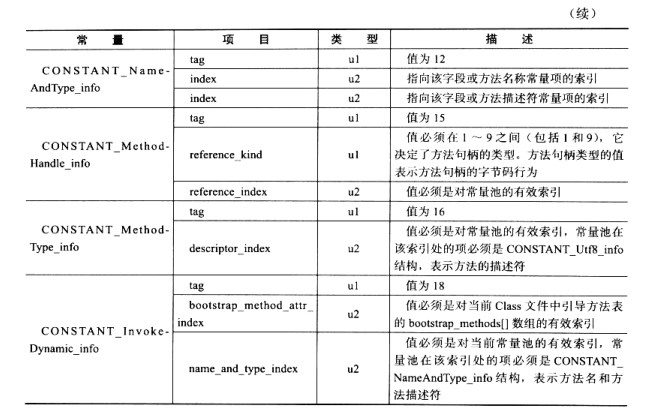 （续）
常 量 项 目 类 型 描 述
CONSTANT_Name-
AndType_info
tag u1 值为 12
index u2 指向该字段或方法名称常量项的索引
index u2 指向该字段或方法描述符常量项的索引
CONSTANT_Method-
Handle_info
tag u1 值为 15
reference_kind u1 值必须在 1 ～ 9 之间（包括 1 和 9），它
决定了方法句柄的类型。方法句柄类型的值
表示方法句柄的字节码行为
reference_index u2 值必须是对常量池的有效索引
CONSTANT_Method-
Type_info
tag u1 值为 16
descriptor_index u2 值必须是对常量池的有效索引，常量池在
该索引处的项必须是 CONSTANT_Utf8_info
结构，表示方法的描述符
CONSTANT_Invoke-
Dynamic_info
tag u1 值为 18
bootstrap_method_attr_
index u2 值必须是对当前 Class 文件中引导方法表
的 bootstrap_methods[] 数组的有效索引
name_and_type_index u2 值必须是对当前常量池的有效索引，常
量池在该索引处的项必须是 CONSTANT_
NameAndType_info 结构，表示方法名和方
法描述符